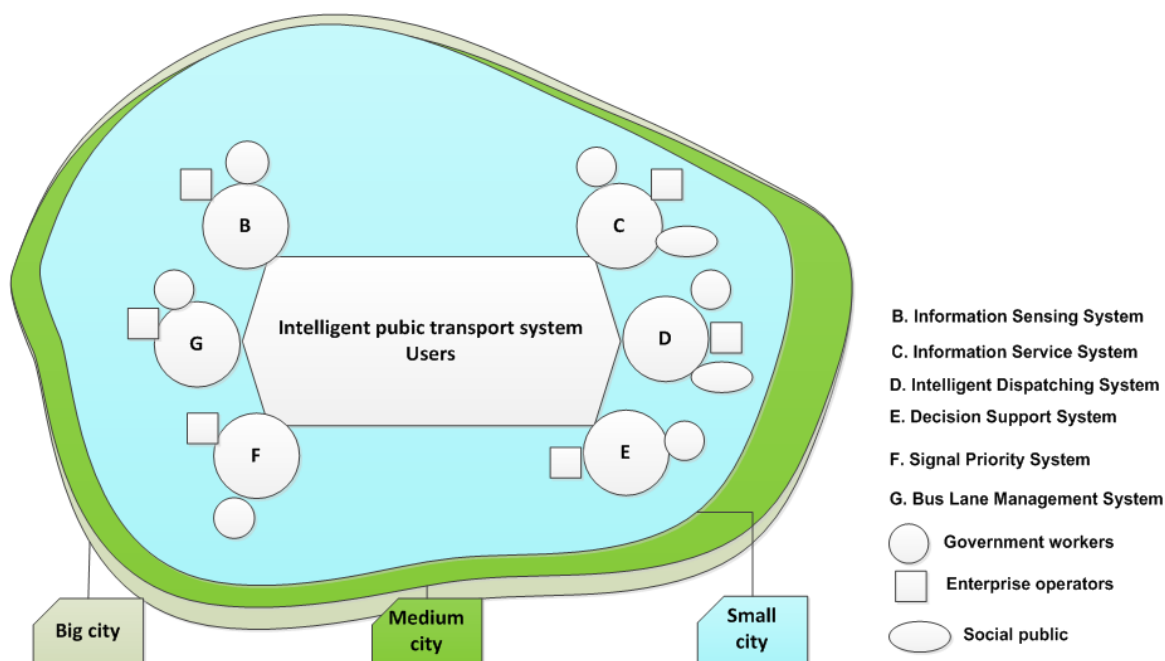 B
C
G
Intelligent pubic transport system
Users
D
F
E
Big city
Medium
city
Small
city
B. Information Sensing System
C. Information Service System
D. Intelligent Dispatching System
E. Decision Support System
F. Signal Priority System
G. Bus Lane Management System
Government workers
Enterprise operators
Social public